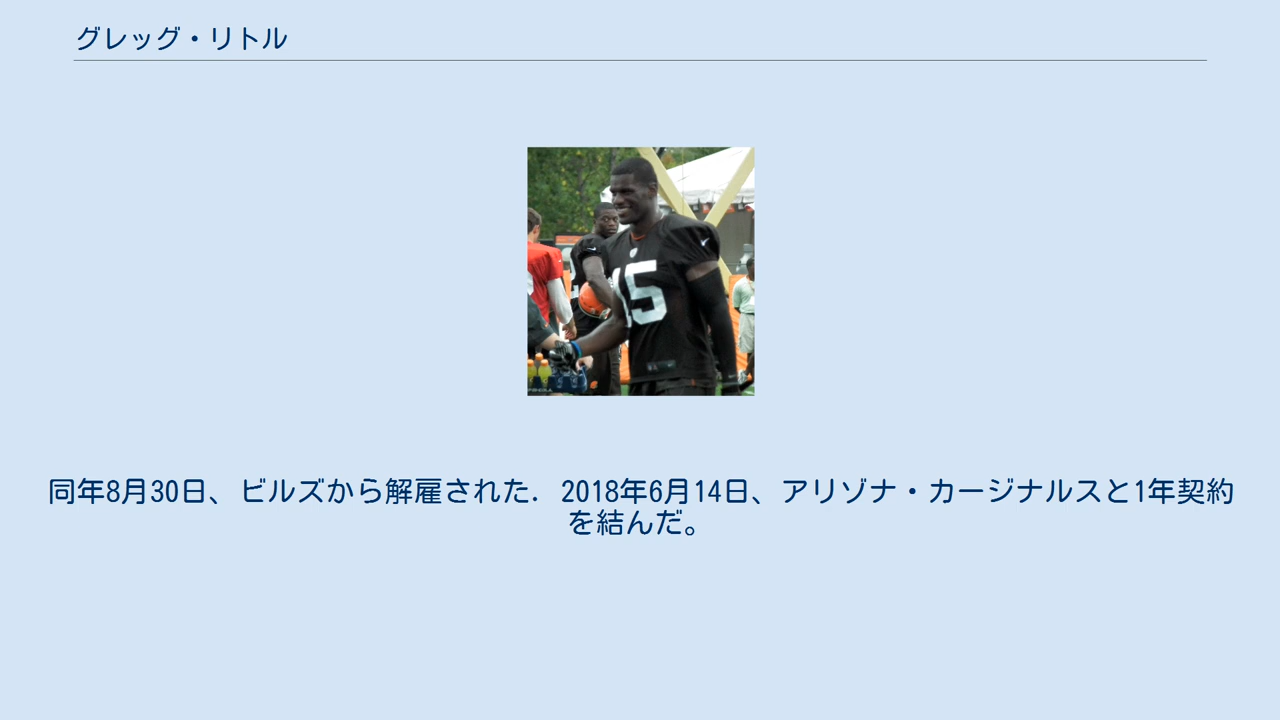 グレッグ・リトル
15
同年8月30日、ビルズから解雇された. 2018年6月14日、アリゾナ・カージナルスと1年契約
を結んだ。